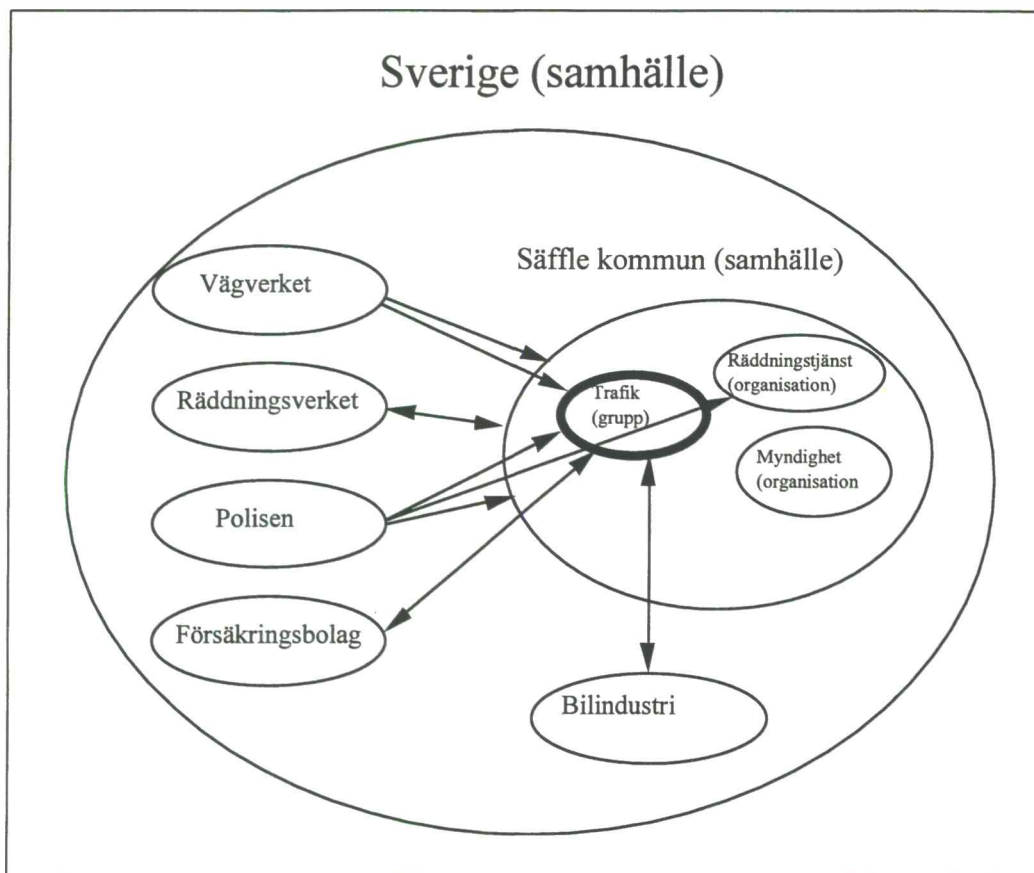 Sverige (samhälle)
Säffle kommun (samhälle)
Vägverket
Räddningstjänst
(organisation)
Trafik
(grupp)
Räddningsverket
Myndighet
(organisation
Polisen
Försäkringsbolag
Bilindustri